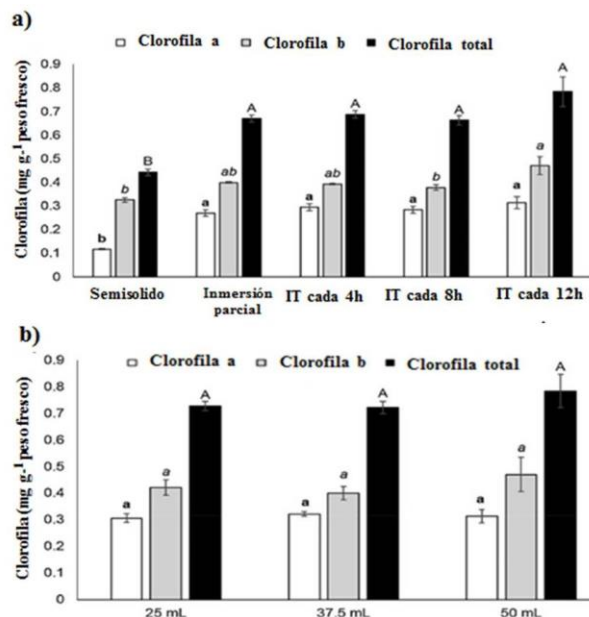 a)
Clorofila a Clorofila b Clorofila total
Clorofila (mg g-1 peso fresco)
0.9
0.8
0.7
0.6
0.5
0.4
0.3
0.2
0.1
0
b b B
a ab A
a ab A
a b A
a a A
Semisolido Inmersión parcial IT cada 4h IT cada 8h IT cada 12h
b)
Clorofila a Clorofila b Clorofila total
Clorofila (mg g-1 peso fresco)
0.9
0.8
0.7
0.6
0.5
0.4
0.3
0.2
0.1
0
a a A
a a A
a a A
25 mL 37.5 mL 50 mL